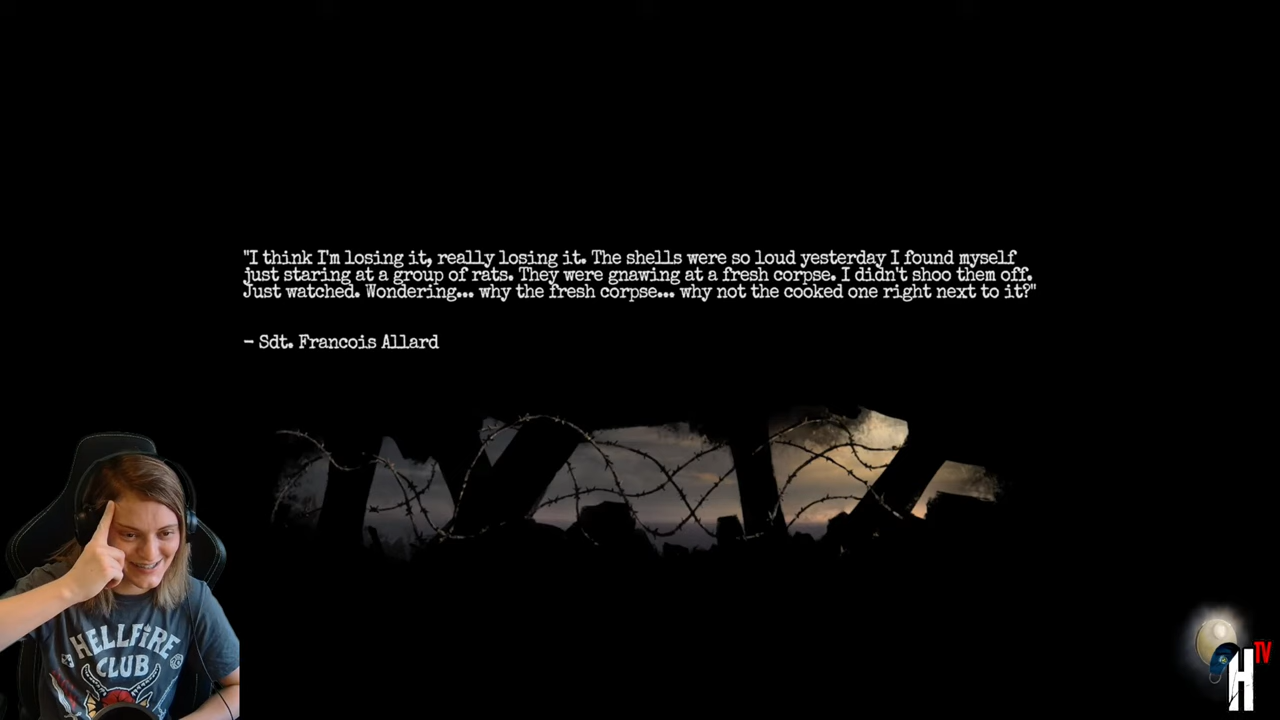 "I think I'm losing it, really losing it. The shells were so loud yesterday I found myself
just staring at a group of rats. They were gnawing at a fresh corpse. I didn't shoo them off.
Just watched. Wondering... why the fresh corpse... why not the cooked one right next to it?"
- Sdt. Francois Allard
HELLFIRE
CLUB
H TV